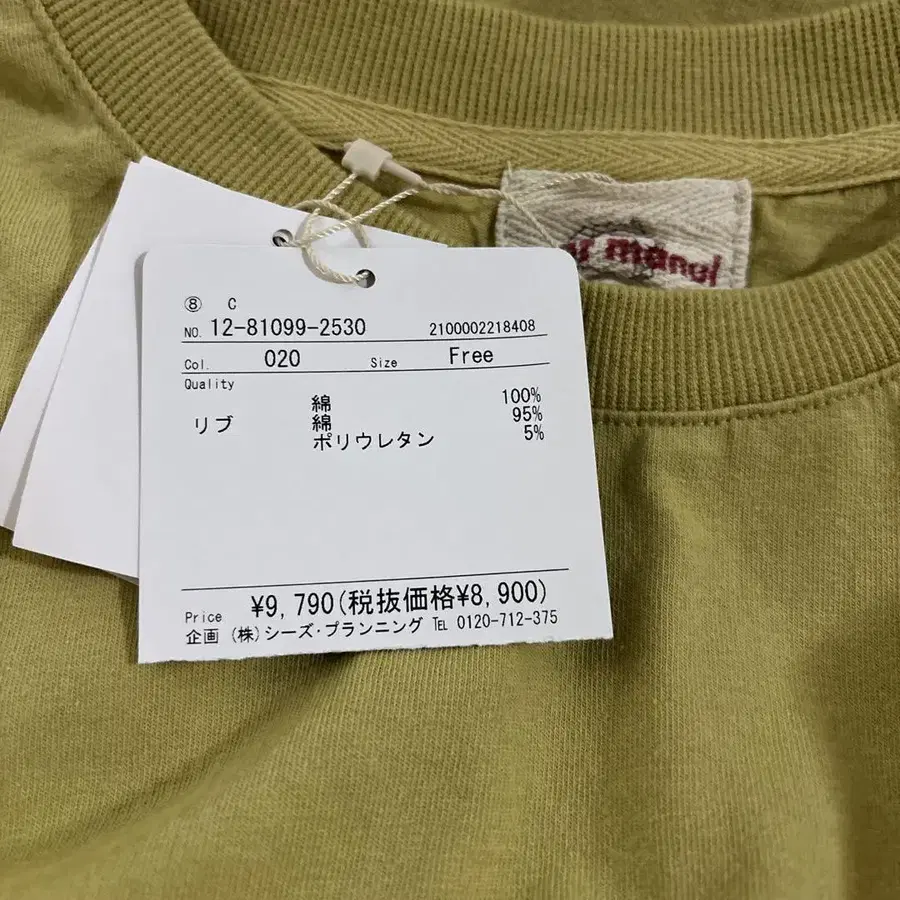 ⑧ C
NO. 12-81099-2530 2100002218408
Col. 020 Size Free
Quality
綿 100%
リブ 綿 95%
ポリウレタン 5%
Price ¥9,790(税抜価格¥8,900)
企画 (株)シーズ・プランニング ℡ 0120-712-375
manul